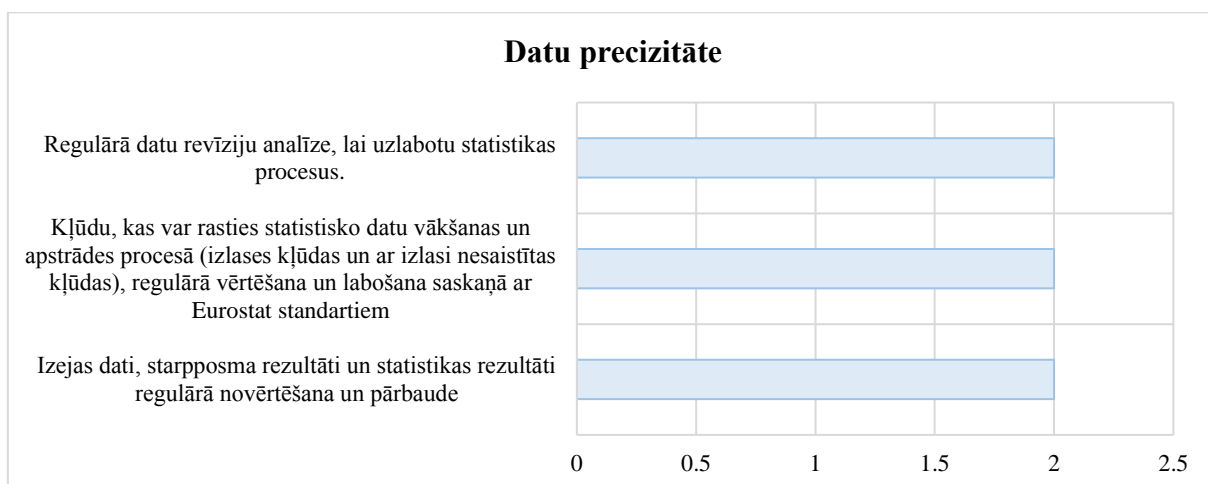 Datu precizitāte
Regulārā datu revīziju analīze, lai uzlabotu statistikas
procesus.
Kļūdu, kas var rasties statistisko datu vākšanas un
apstrādes procesā (izlases kļūdas un ar izlasi nesaistītas
kļūdas), regulārā vērtēšana un labošana saskaņā ar
Eurostat standartiem
Izejas dati, starpposma rezultāti un statistikas rezultāti
regulārā novērtēšana un pārbaude
0 0.5 1 1.5 2 2.5